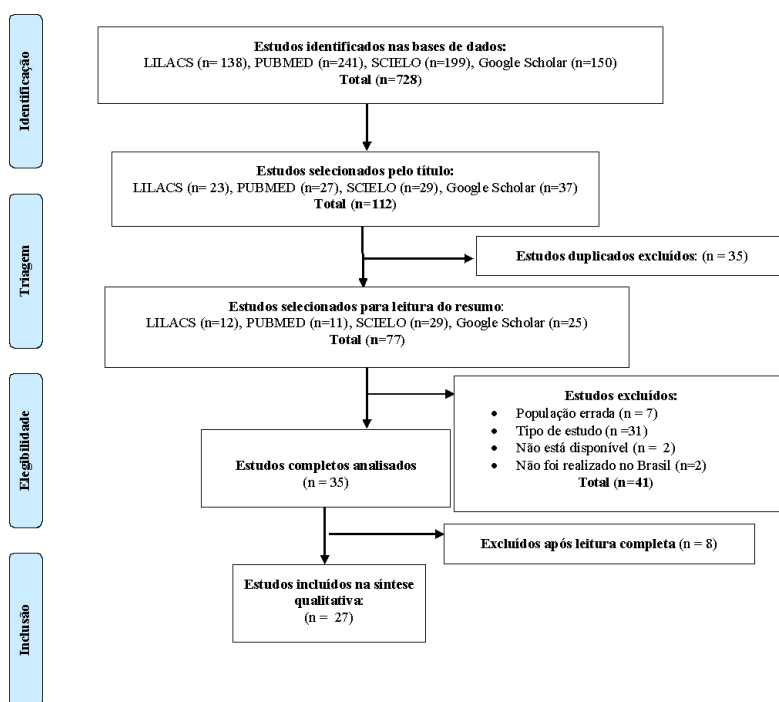 Identificação
Estudos identificados nas bases de dados:
LILACS (n= 138), PUBMED (n=241), SCIELO (n=199), Google Scholar (n=150)
Total (n=728)
Triagem
Estudos selecionados pelo título:
LILACS (n= 23), PUBMED (n=27), SCIELO (n=29), Google Scholar (n=37)
Total (n=112)
Estudos duplicados excluídos: (n = 35)
Estudos selecionados para leitura do resumo:
LILACS (n=12), PUBMED (n=11), SCIELO (n=29), Google Scholar (n=25)
Total (n=77)
Elegibilidade
Estudos excluídos:
• População errada (n = 7)
• Tipo de estudo (n =31)
• Não está disponível (n = 2)
• Não foi realizado no Brasil (n=2)
Total (n=41)
Estudos completos analisados
(n = 35)
Excluídos após leitura completa (n = 8)
Inclusão
Estudos incluídos na síntese
qualitativa:
(n = 27)